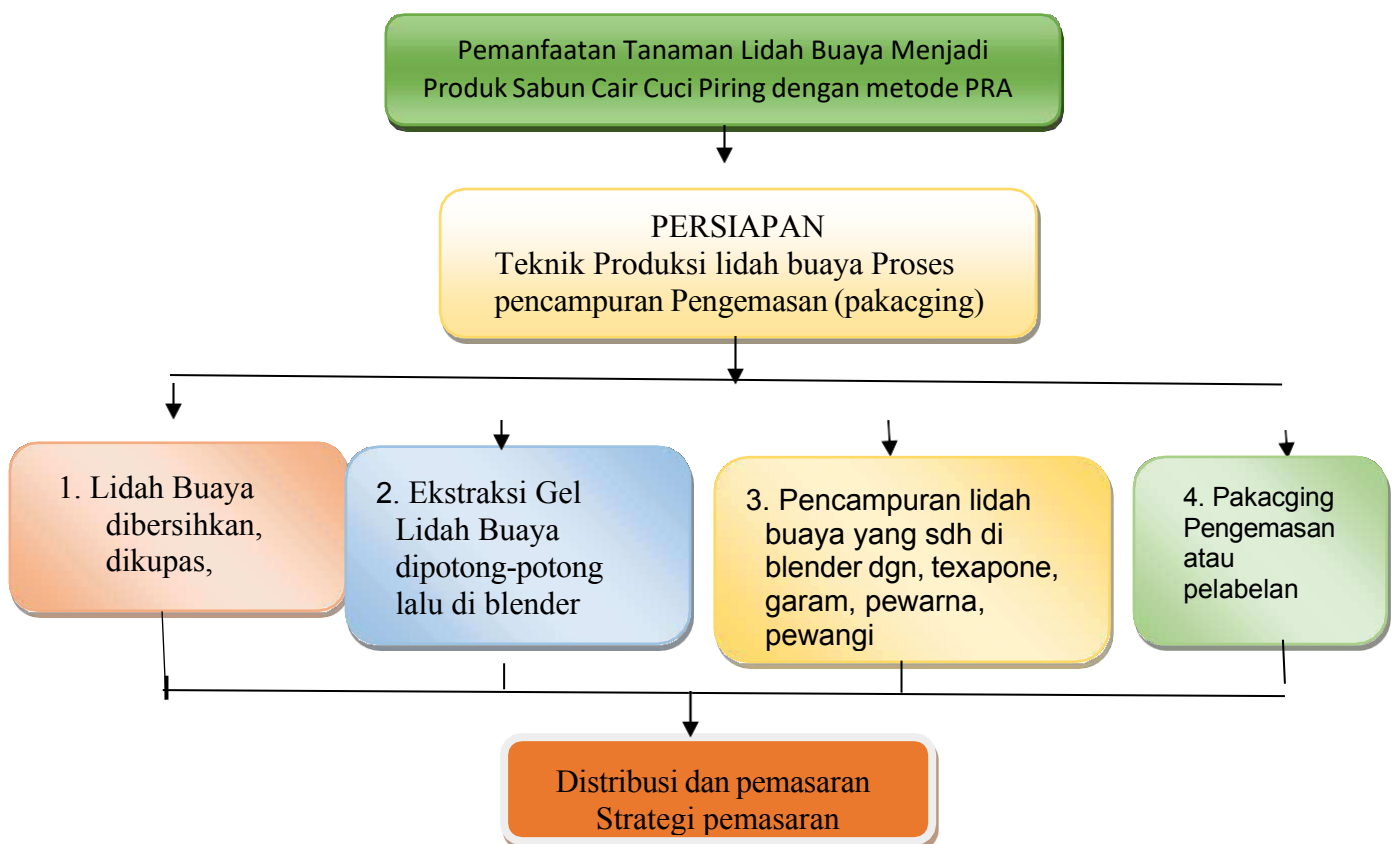 Pemanfaatan Tanaman Lidah Buaya Menjadi
Produk Sabun Cair Cuci Piring dengan metode PRA
PERSIAPAN
Teknik Produksi lidah buaya Proses
pencampuran Pengemasan (pakacging)
1. Lidah Buaya
dibersihkan,
dikupas,
2. Ekstraksi Gel
Lidah Buaya
dipotong-potong
lalu di blender
3. Pencampuran lidah
buaya yang sdh di
blender dgn, texapone,
garam, pewarna,
pewangi
4. Pakacging
Pengemasan
atau
pelabelan
Distribusi dan pemasaran
Strategi pemasaran